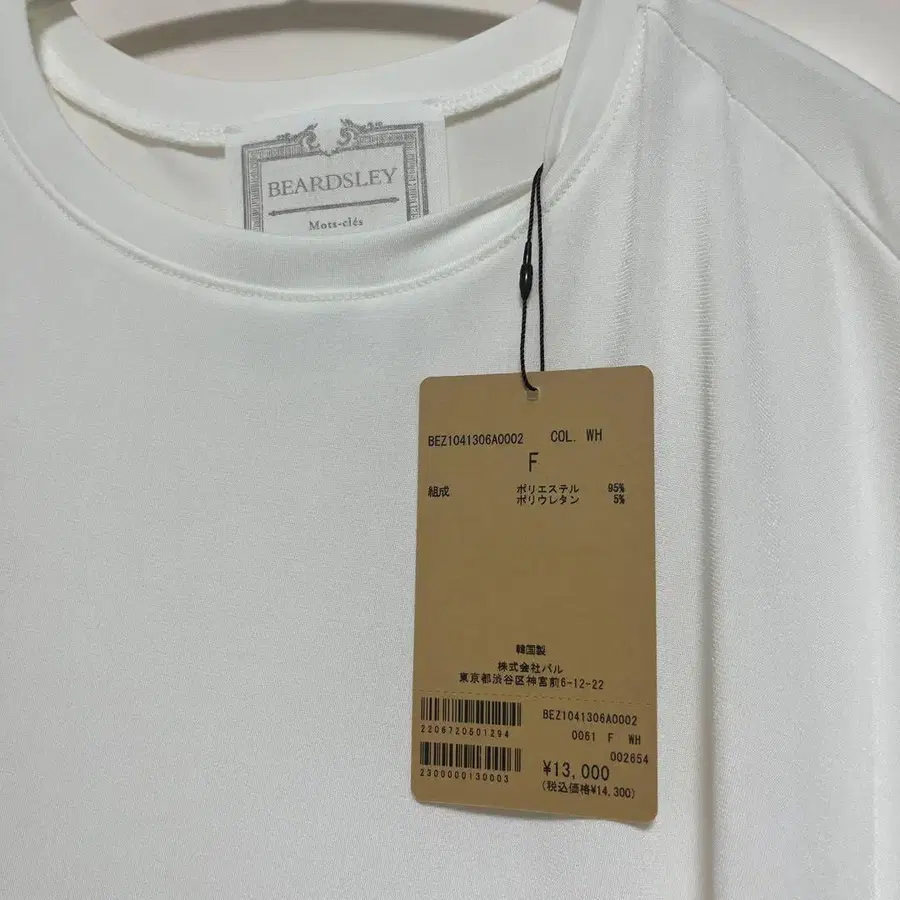 BEARDSLEY
Mots-clés
BEZ1041306A0002 COL. WH
F
組成 ポリエステル 95%
ポリウレタン 5%
韓国製
株式会社パル
東京都渋谷区神宮前6-12-22
BEZ1041306A0002
2206720501294
0061 F WH
002654
2300000130003
¥13,000
(税込価格¥14,300)